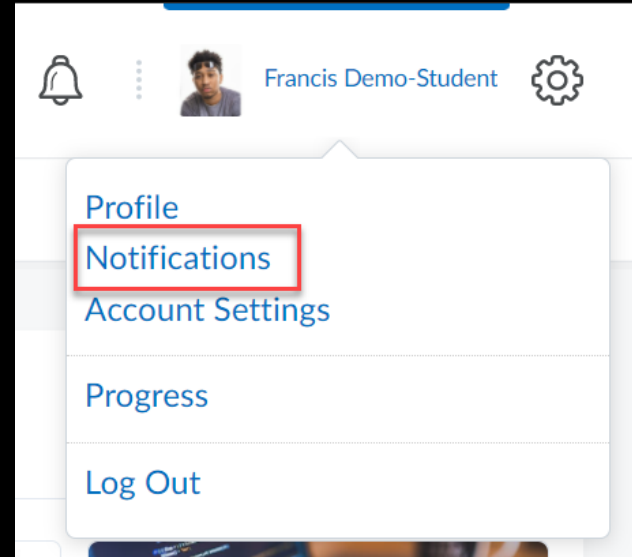 Francis Demo-Student
Profile
Notifications
Account Settings
Progress
Log Out